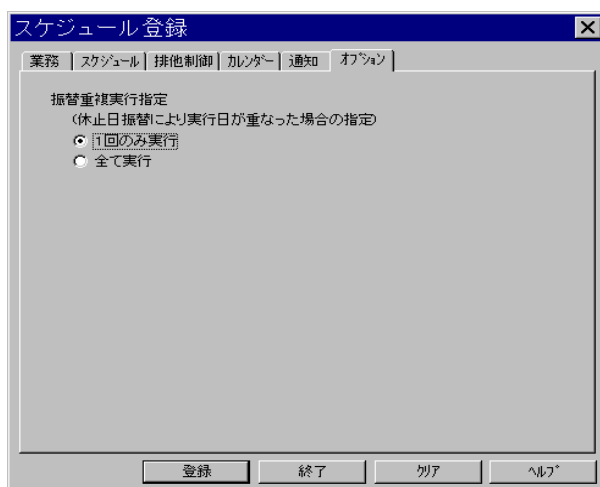 スケジュール登録
業務 スケジュール 排他制御 カレンダー 通知 オプション
振替重複実行指定
(休止日振替により実行日が重なった場合の指定)
1回のみ実行
全て実行
登録 終了 クリア ヘルプ